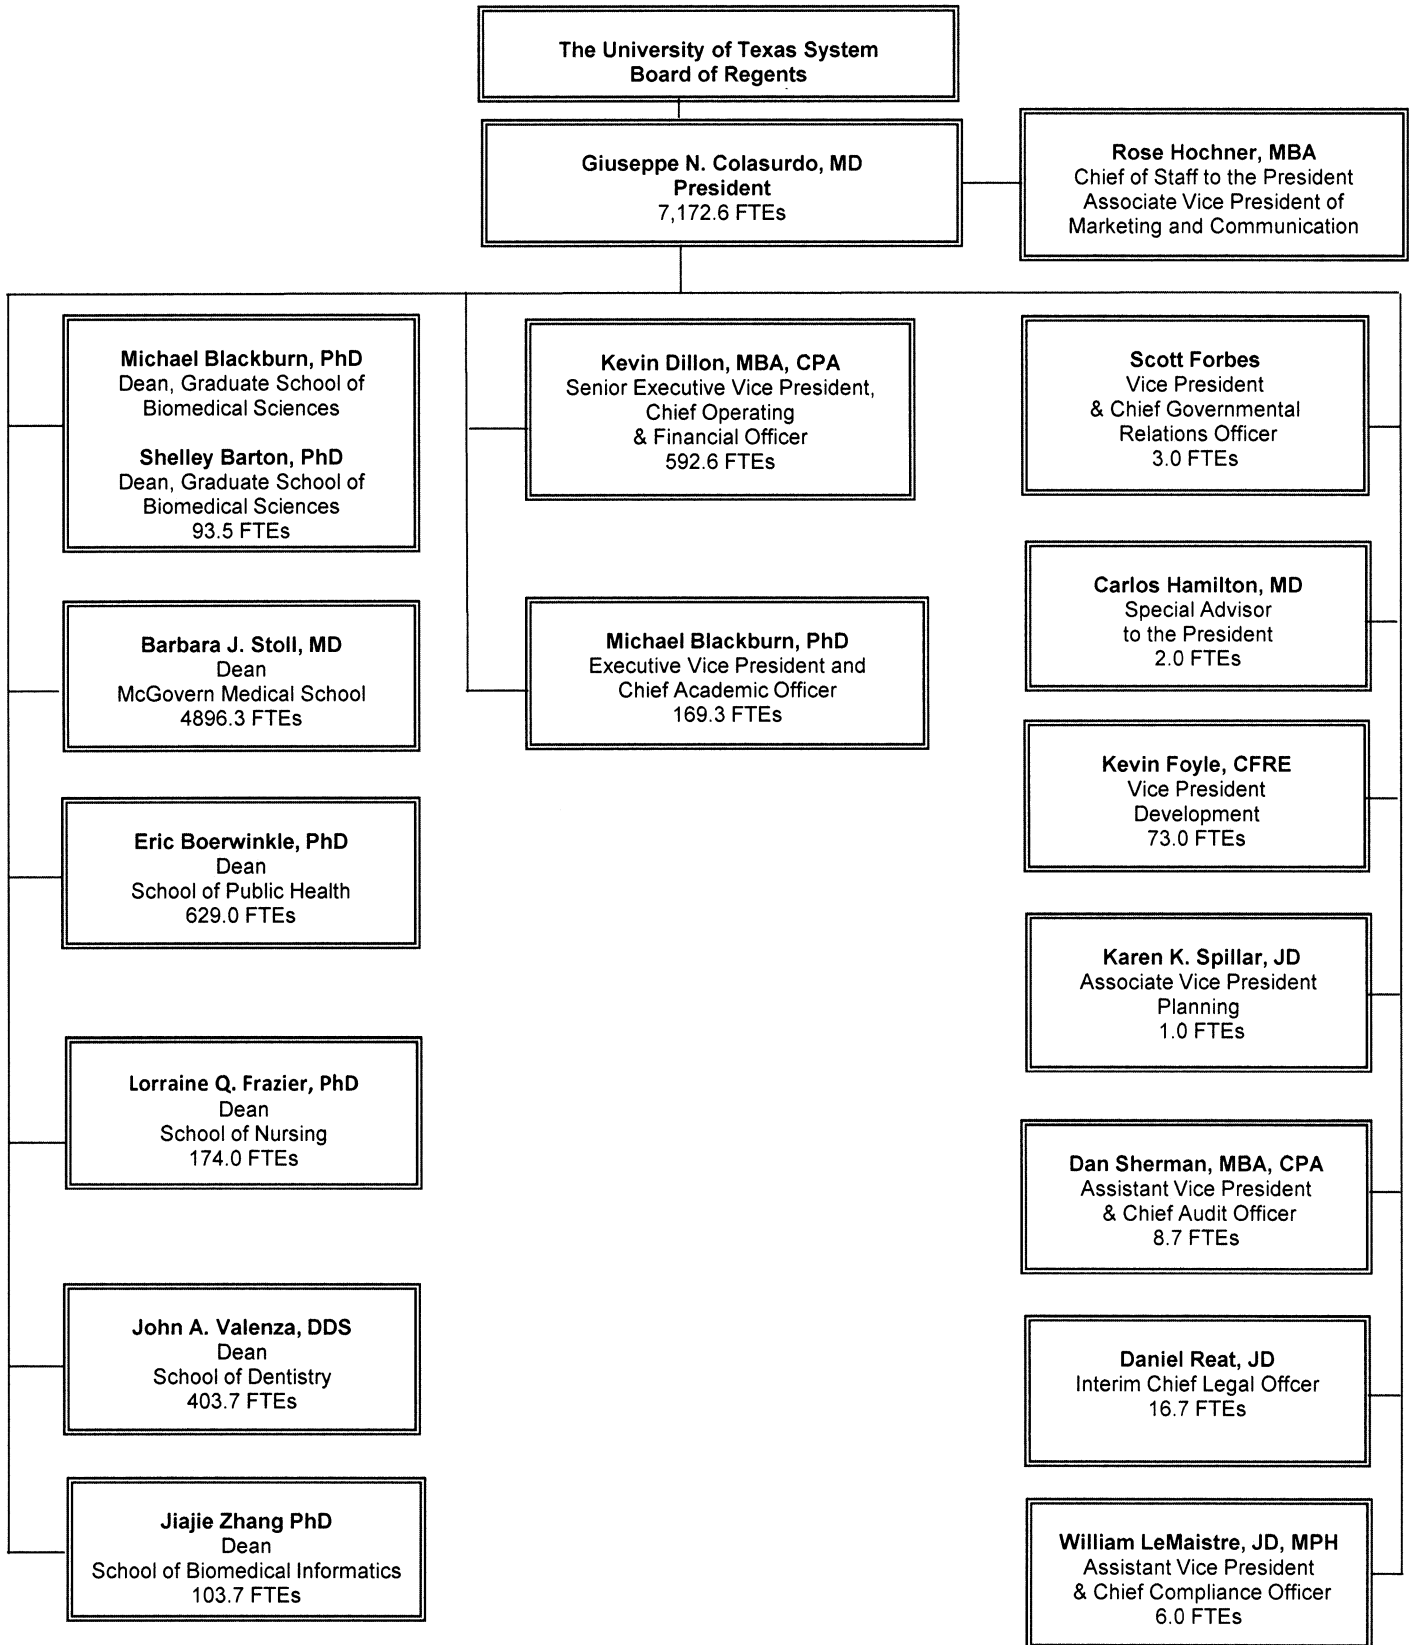 The University of Texas System
Board of Regents
Giuseppe N. Colasurdo, MD
President
7,172.6 FTEs
Rose Hochner, MBA
Chief of Staff to the President
Associate Vice President of
Marketing and Communication
Michael Blackburn, PhD
Dean, Graduate School of
Biomedical Sciences
Shelley Barton, PhD
Dean, Graduate School of
Biomedical Sciences
93.5 FTEs
Barbara J. Stoll, MD
Dean
McGovern Medical School
4896.3 FTEs
Eric Boerwinkle, PhD
Dean
School of Public Health
629.0 FTEs
Lorraine Q. Frazier, PhD
Dean
School of Nursing
174.0 FTEs
John A. Valenza, DDS
Dean
School of Dentistry
403.7 FTEs
Jiajie Zhang PhD
Dean
School of Biomedical Informatics
103.7 FTEs
Kevin Dillon, MBA, CPA
Senior Executive Vice President,
Chief Operating
& Financial Officer
592.6 FTEs
Michael Blackburn, PhD
Executive Vice President and
Chief Academic Officer
169.3 FTEs
Scott Forbes
Vice President
& Chief Governmental
Relations Officer
3.0 FTEs
Carlos Hamilton, MD
Special Advisor
to the President
2.0 FTEs
Kevin Foyle, CFRE
Vice President
Development
73.0 FTEs
Karen K. Spillar, JD
Associate Vice President
Planning
1.0 FTEs
Dan Sherman, MBA, CPA
Assistant Vice President
& Chief Audit Officer
8.7 FTEs
Daniel Reat, JD
Interim Chief Legal Offcer
16.7 FTEs
William LeMaistre, JD, MPH
Assistant Vice President
& Chief Compliance Officer
6.0 FTEs